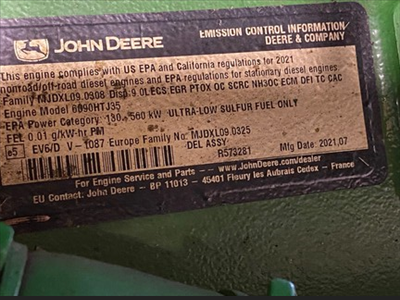 JOHN DEERE
EMISSION CONTROL INFORMATION
DEERE & COMPANY
This engine complies with US EPA and California regulations for 2021
nonroad/off-road diesel engines and EPA regulations for stationary diesel engines
Family MJDXL09.0308 Displ 9.0L ECS EGR PTOX OC SCRC NH3OC ECM DFI TC CAC
Engine Model 6090HTJ35
EPA Power Category: 130 - 560 kW ULTRA-LOW SULFUR FUEL ONLY
FEL 0.01 g/kW-hr PM
e5 EV6/D V-1087 Europe Family No: MJDXL09.0325
DEL ASSY
R573281
Mfg Date: 2021.07
For Engine Service and Parts - www.JohnDeere.com/dealer
EU Contact: John Deere - BP 11013 - 45401 Fleury les Aubrais Cedex - France